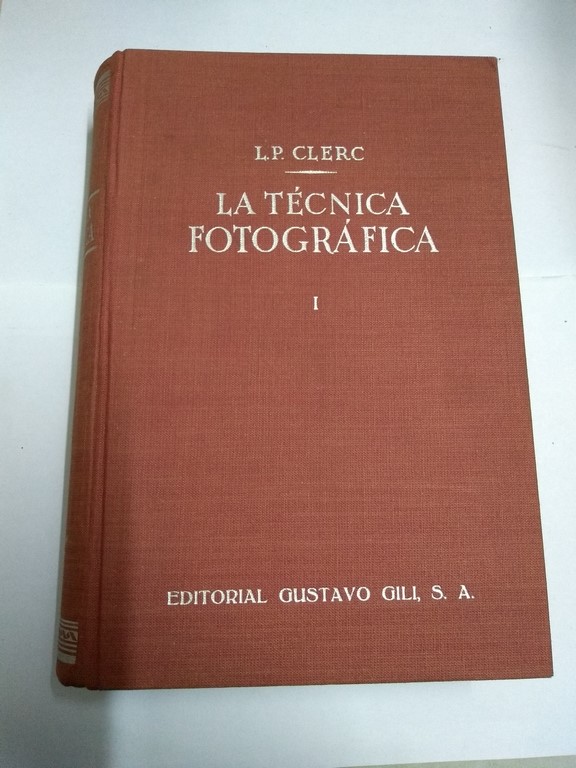 L.P. CLERC
LA TÉCNICA
FOTOGRÁFICA
I
EDITORIAL GUSTAVO GILI, S. A.